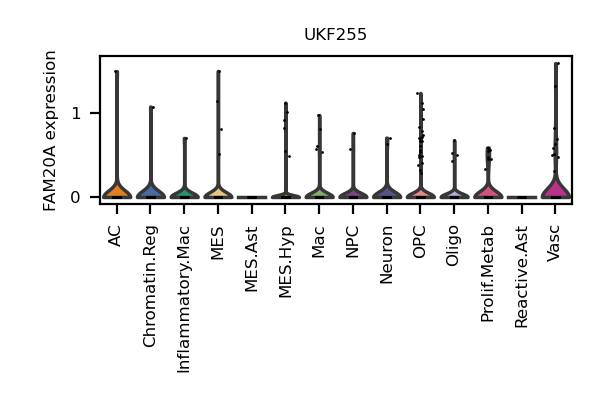 UKF255
FAM20A expression
1
0
AC
Chromatin.Reg
Inflammatory.Mac
MES
MES.Ast
MES.Hyp
Mac
NPC
Neuron
OPC
Oligo
Prolif.Metab
Reactive.Ast
Vasc